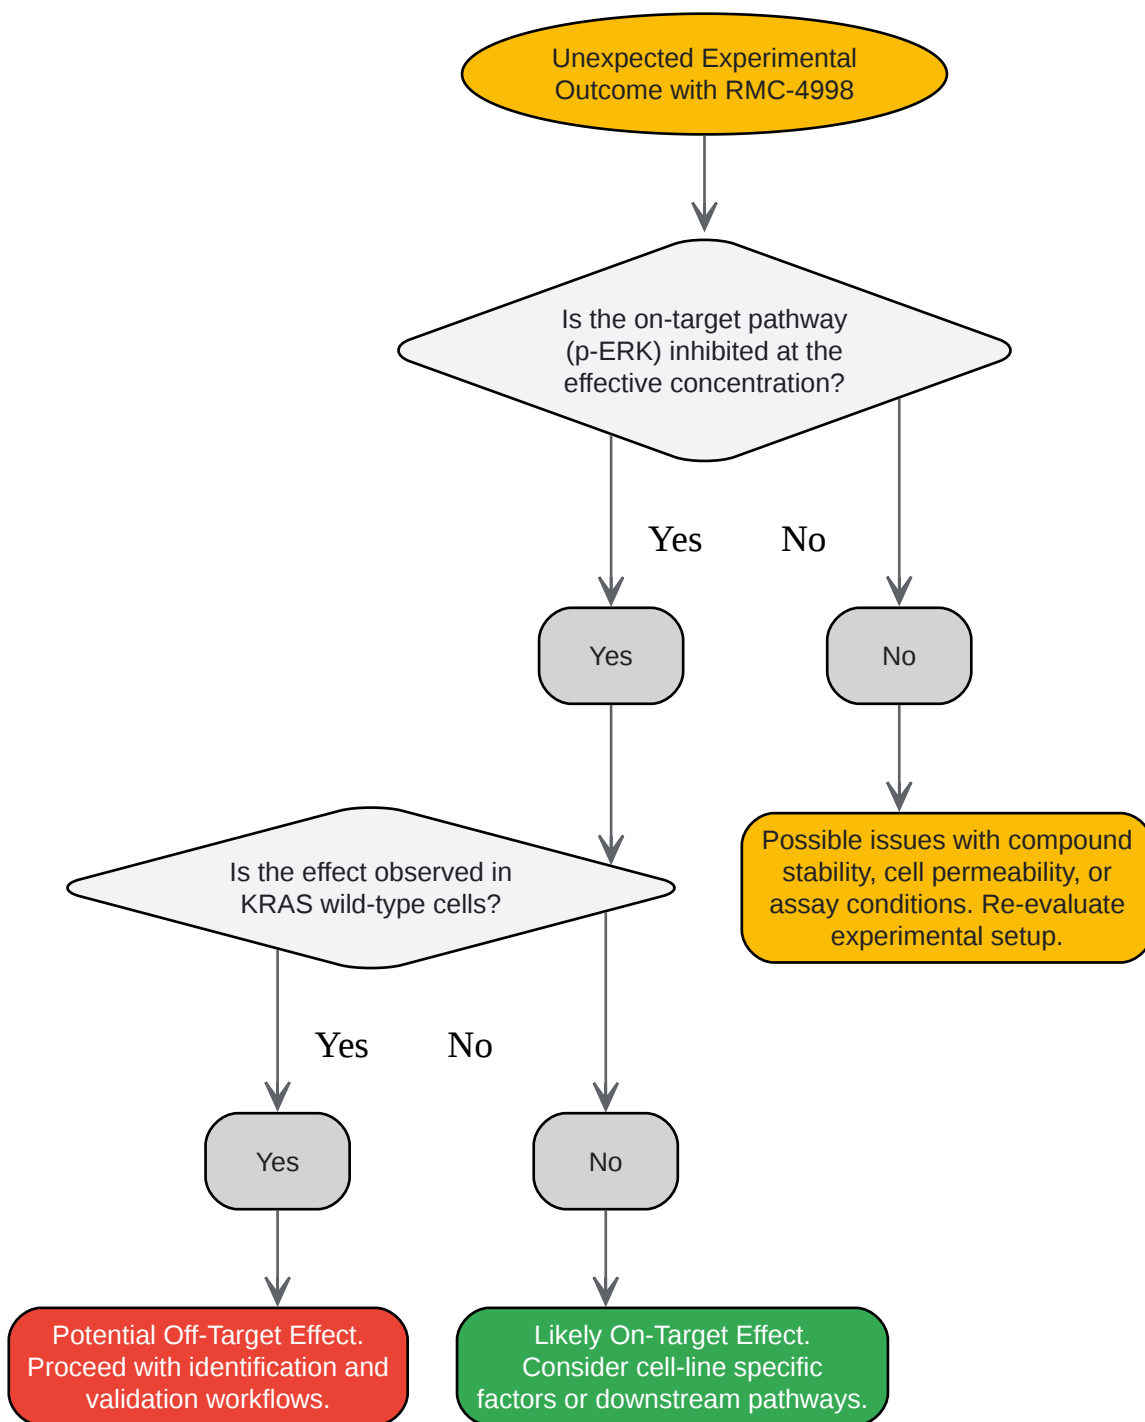 Unexpected Experimental
Outcome with RMC-4998
Is the on-target pathway
(p-ERK) inhibited at the
effective concentration?
Yes
No
Yes
No
Is the effect observed in
KRAS wild-type cells?
Possible issues with compound
stability, cell permeability, or
assay conditions. Re-evaluate
experimental setup.
Yes
No
Yes
No
Potential Off-Target Effect.
Proceed with identification and
validation workflows.
Likely On-Target Effect.
Consider cell-line specific
factors or downstream pathways.